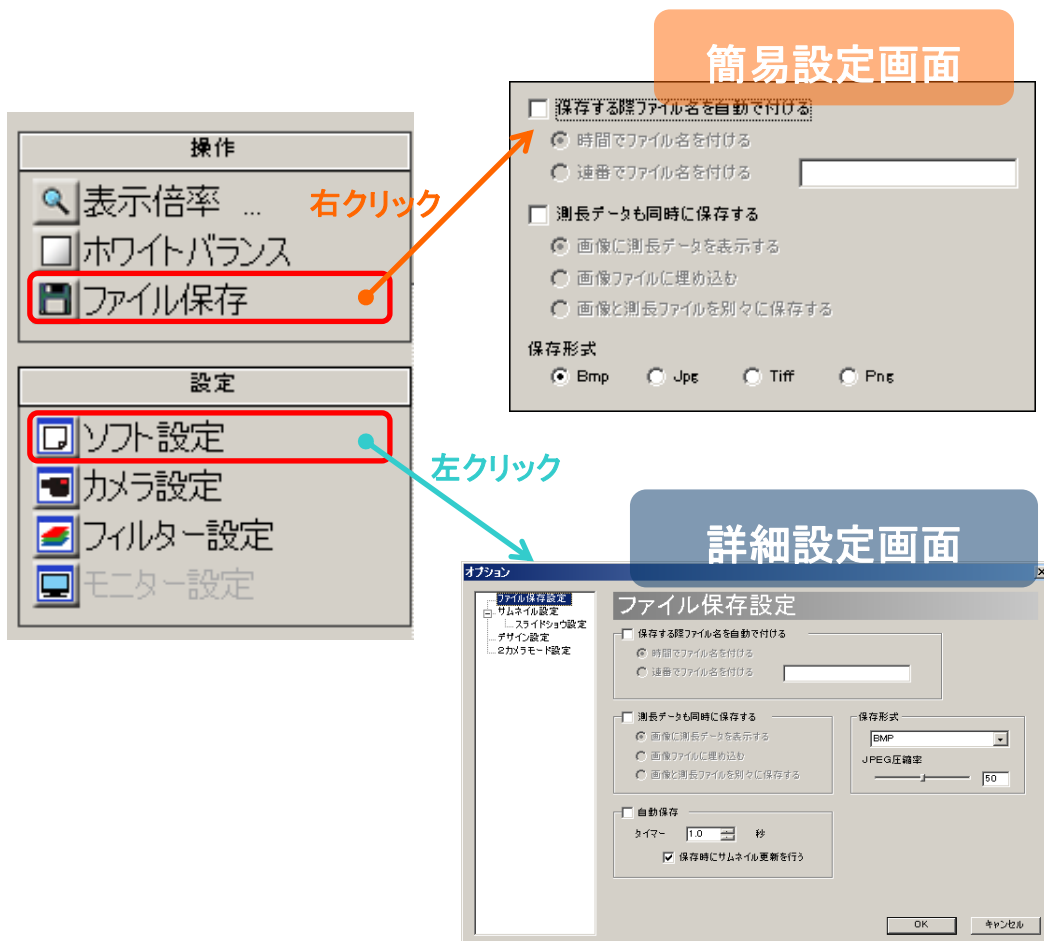 簡易設定画面
操作
表示倍率 ...
ホワイトバランス
ファイル保存
右クリック
保存する際ファイル名を自動で付ける
時間でファイル名を付ける
連番でファイル名を付ける
測長データも同時に保存する
画像に測長データを表示する
画像ファイルに埋め込む
画像と測長ファイルを別々に保存する
保存形式
Bmp Jpg Tiff Png
設定
ソフト設定
カメラ設定
フィルター設定
モニター設定
左クリック
詳細設定画面
オプション
ファイル保存設定
サムネイル設定
スライドショウ設定
デザイン設定
2カメラモード設定
ファイル保存設定
保存する際ファイル名を自動で付ける
時間でファイル名を付ける
連番でファイル名を付ける
測長データも同時に保存する
画像に測長データを表示する
画像ファイルに埋め込む
画像と測長ファイルを別々に保存する
保存形式
BMP
JPEG圧縮率
50
自動保存
タイマー 1.0 秒
保存時にサムネイル更新を行う
OK キャンセル